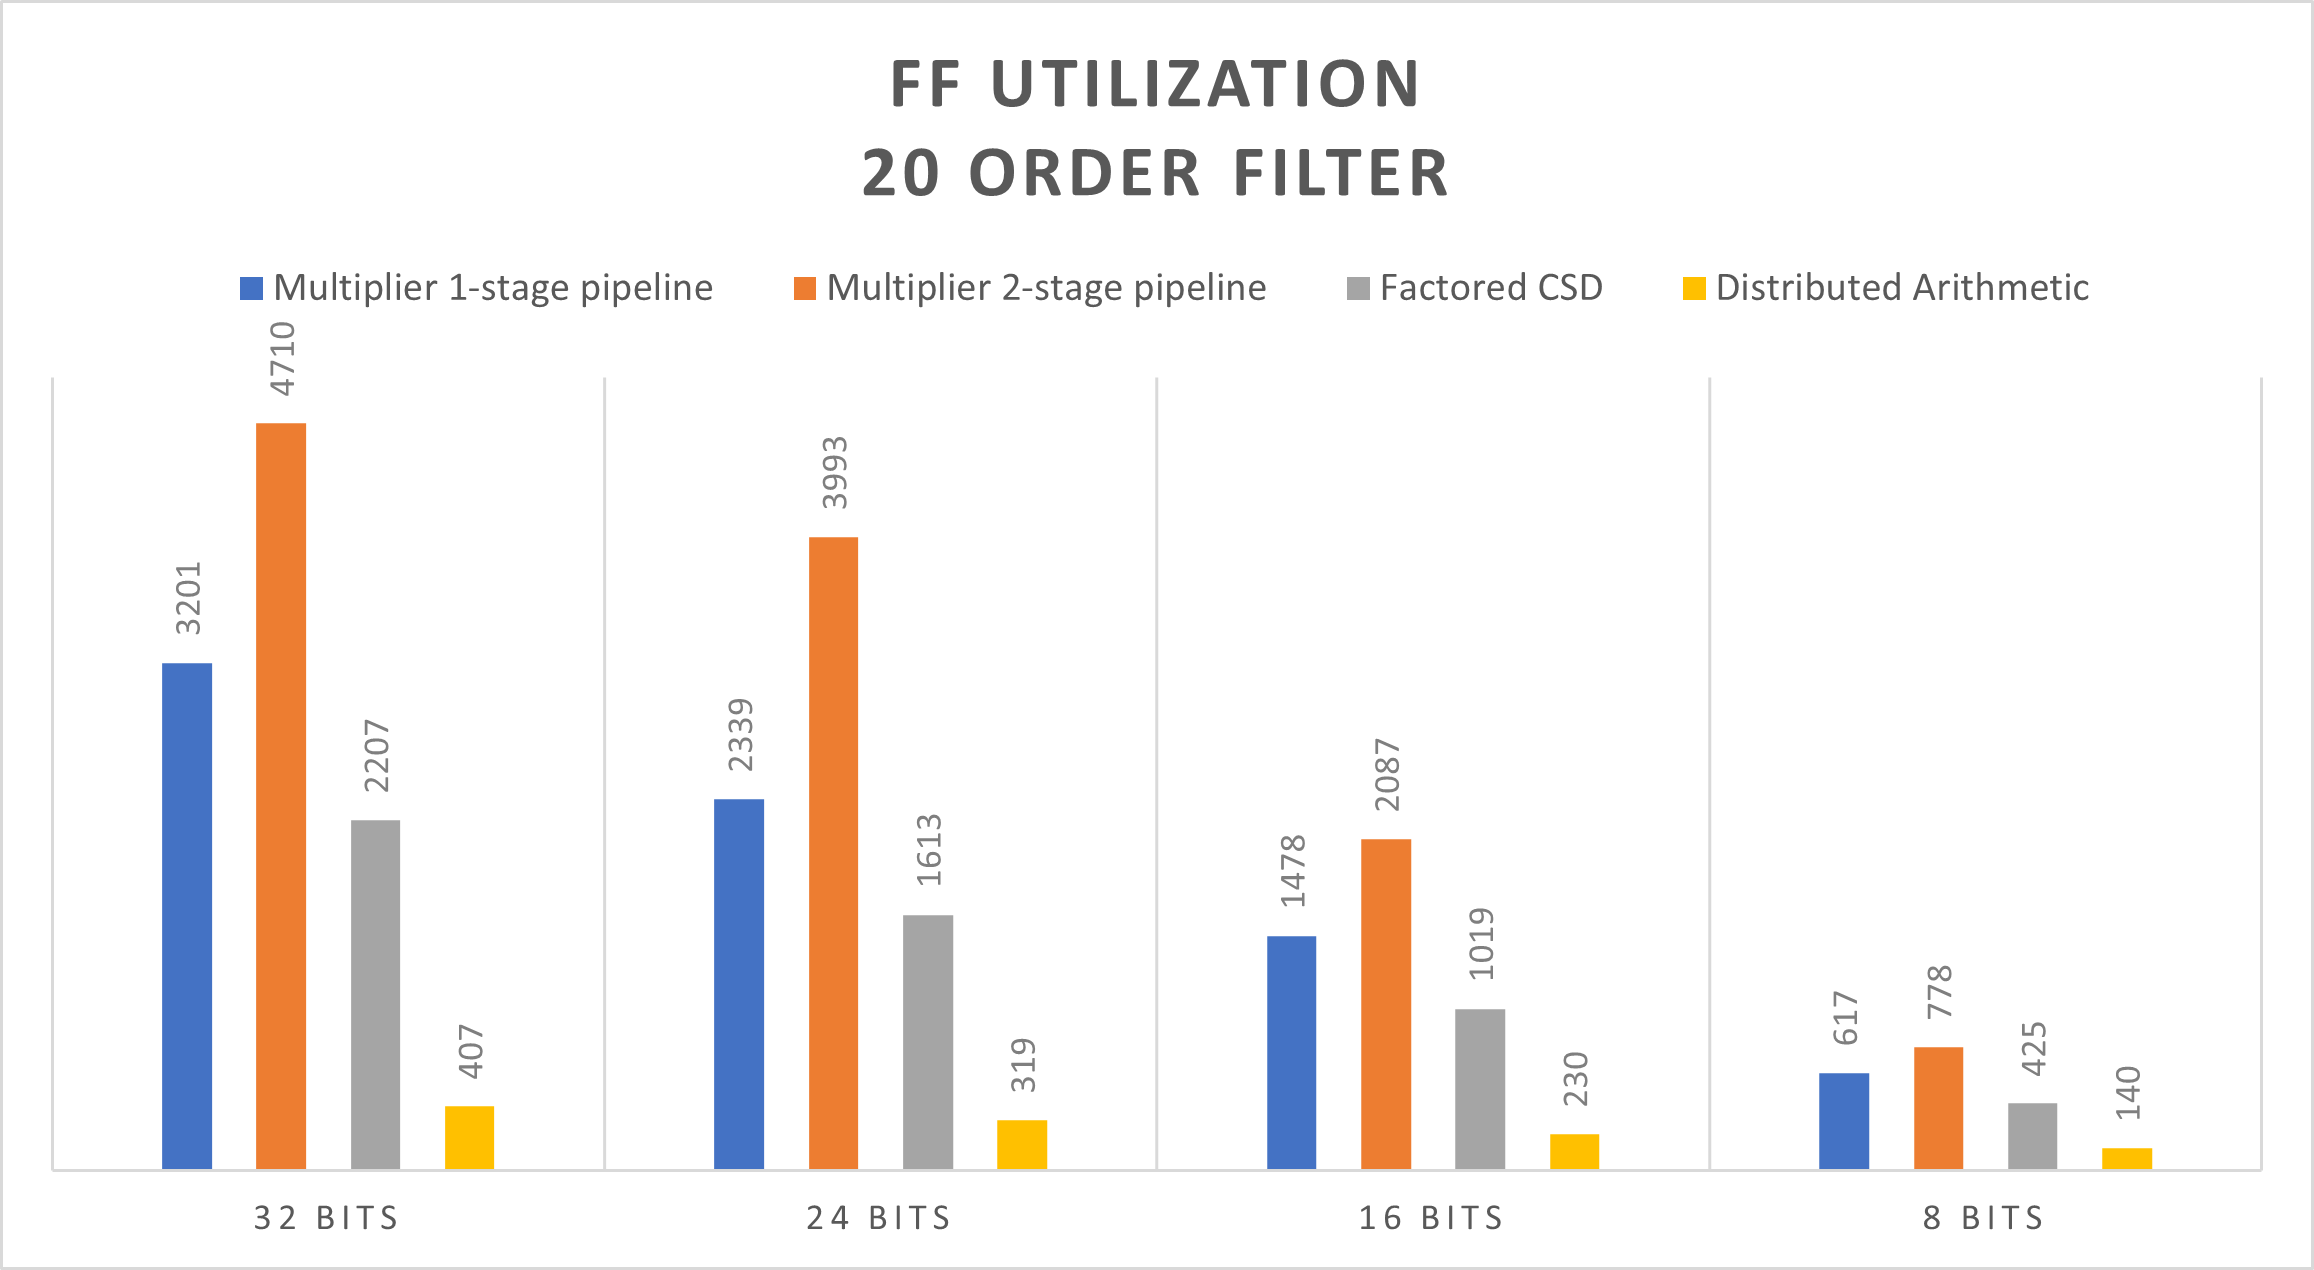 FF UTILIZATION
20 ORDER FILTER
Multiplier 1-stage pipeline
Multiplier 2-stage pipeline
Factored CSD
Distributed Arithmetic
3201
4710
2207
407
2339
3993
1613
319
1478
2087
1019
230
617
778
425
140
32 BITS
24 BITS
16 BITS
8 BITS